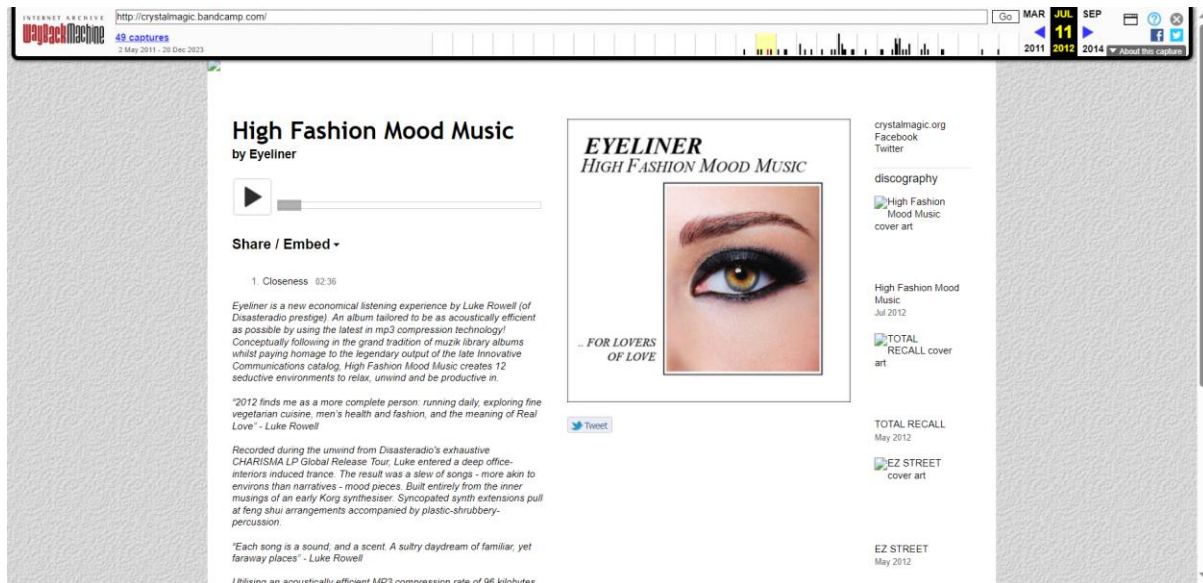 INTERNET ARCHIVE
WayBackMachine
http://crystalmagic.bandcamp.com/
Go
49 captures
2 May 2011 - 20 Dec 2023
MAR JUL SEP
11
2011 2012 2014
About this capture
High Fashion Mood Music
by Eyeliner
Share / Embed
1. Closeness 02:36
Eyeliner is a new economical listening experience by Luke Rowell (of
Disasteradio prestige). An album tailored to be as acoustically efficient
as possible by using the latest in mp3 compression technology!
Conceptually following in the grand tradition of muzik library albums
whilst paying homage to the legendary output of the late Innovative
Communications catalog, High Fashion Mood Music creates 12
seductive environments to relax, unwind and be productive in.
"2012 finds me as a more complete person: running daily, exploring fine
vegetarian cuisine, men's health and fashion, and the meaning of Real
Love" - Luke Rowell
Recorded during the unwind from Disasteradio's exhaustive
CHARISMA LP Global Release Tour, Luke entered a deep office-
interiors induced trance. The result was a slew of songs - more akin to
environs than narratives - mood pieces. Built entirely from the inner
musings of an early Korg synthesiser. Syncopated synth extensions pull
at feng shui arrangements accompanied by plastic-shrubbery-
percussion.
"Each song is a sound, and a scent. A sultry daydream of familiar, yet
faraway places" - Luke Rowell
Utilising an acoustically efficient MP3 compression rate of 96 kilobytes
EYELINER
HIGH FASHION MOOD MUSIC
.. FOR LOVERS
OF LOVE
Tweet
crystalmagic.org
Facebook
Twitter
discography
High Fashion
Mood Music
cover art
High Fashion Mood
Music
Jul 2012
TOTAL
RECALL cover
art
TOTAL RECALL
May 2012
EZ STREET
cover art
EZ STREET
May 2012